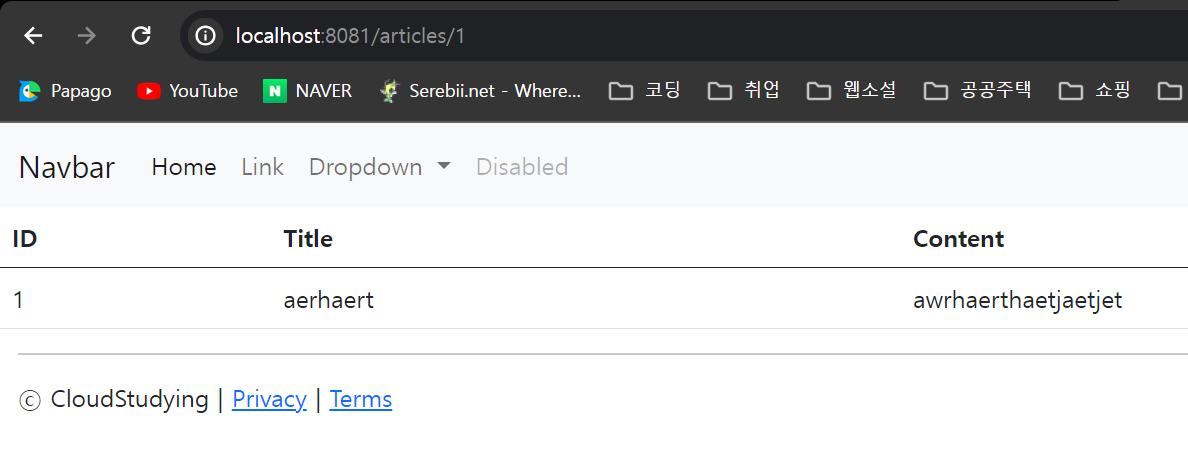 localhost:8081/articles/1
Papago YouTube NAVER Serebii.net - Where... 코딩 취업 웹소설 공공주택 쇼핑
Navbar Home Link Dropdown Disabled
ID Title Content
1 aerhaert awrhaerthaetjaetjet
ⓒ CloudStudying | Privacy | Terms